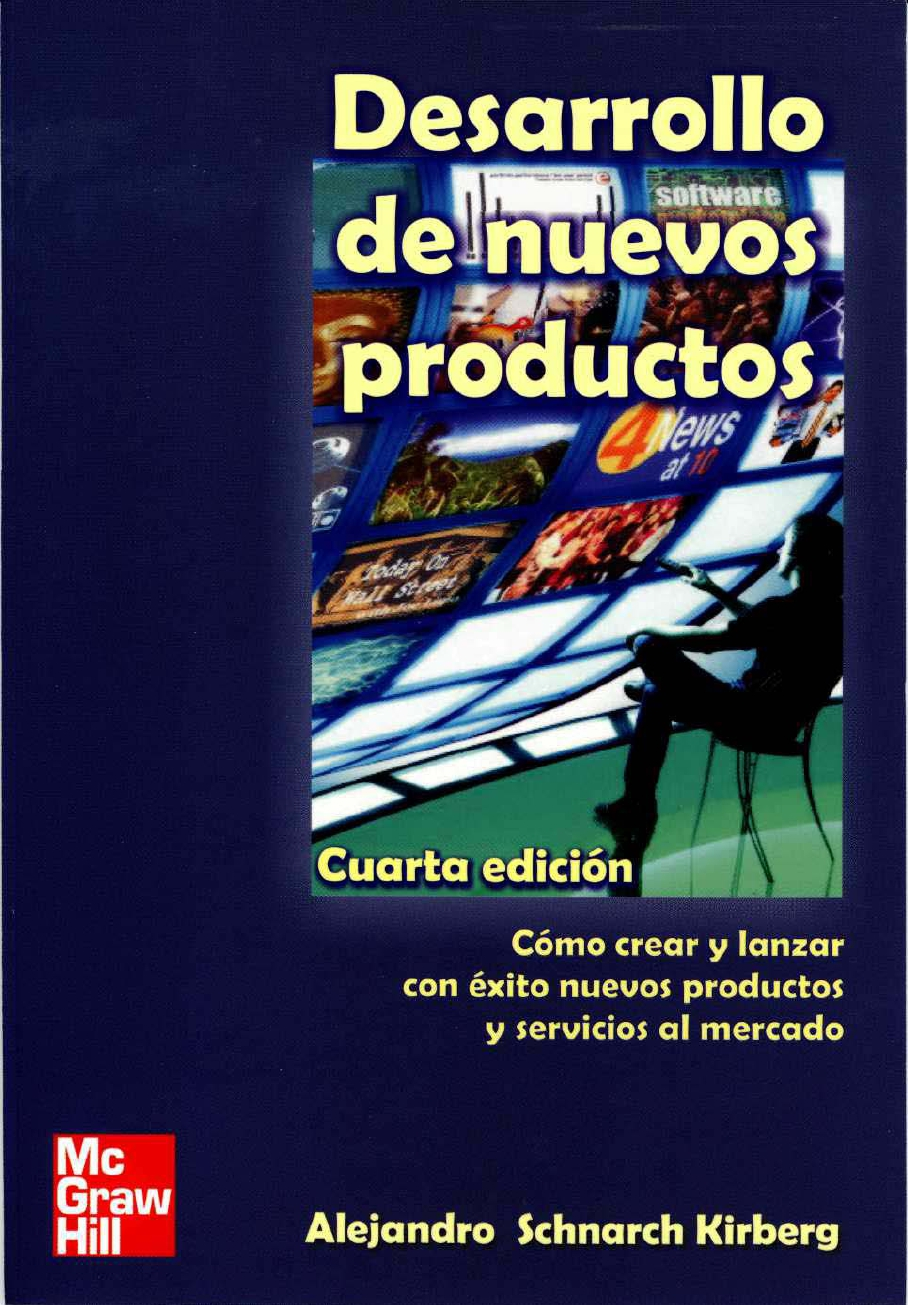 Desarrollo
software
de nuevos
productos
4 News
at 10
Today On
Wall Street
Cuarta edición
Cómo crear y lanzar
con éxito nuevos productos
y servicios al mercado
Mc
Graw
Hill
Alejandro Schnarch Kirberg